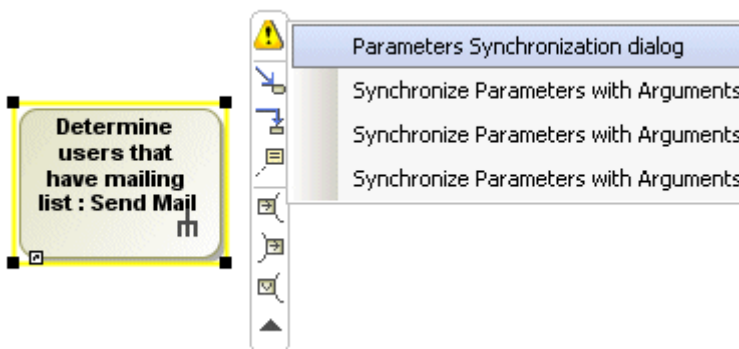 Parameters Synchronization dialog
Synchronize Parameters with Arguments
Synchronize Parameters with Arguments
Synchronize Parameters with Arguments
Determine
users that
have mailing
list : Send Mail